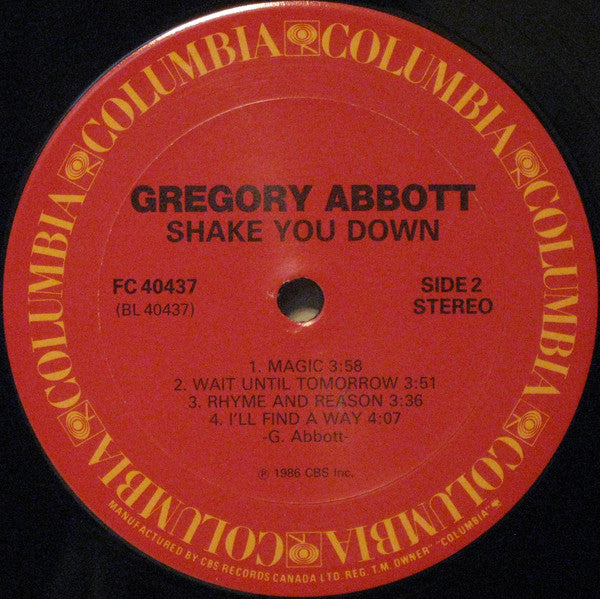 GREGORY ABBOTT
SHAKE YOU DOWN
FC 40437
(BL 40437)
SIDE 2
STEREO
1. MAGIC 3:58
2. WAIT UNTIL TOMORROW 3:51
3. RHYME AND REASON 3:36
4. I'LL FIND A WAY 4:07
-G. Abbott-
℗ 1986 CBS Inc.
COLUMBIA COLUMBIA COLUMBIA COLUMBIA COLUMBIA COLUMBIA COLUMBIA COLUMBIA
MANUFACTURED BY CBS RECORDS CANADA LTD. REG. T.M. OWNER "COLUMBIA"